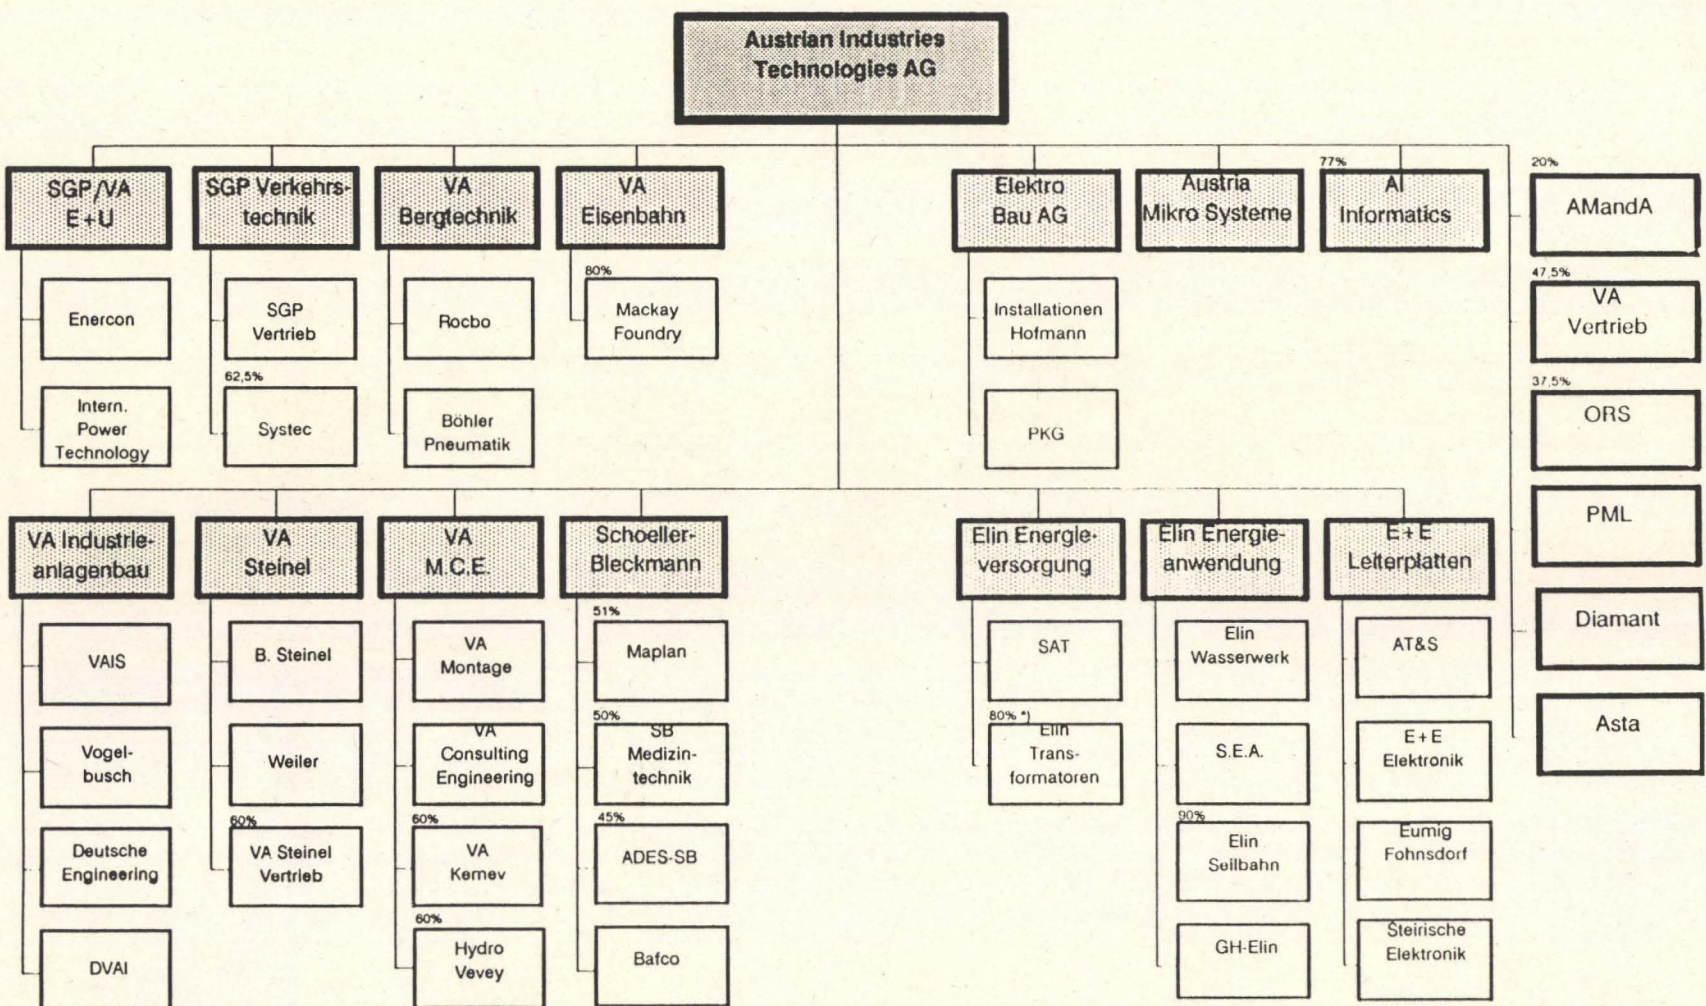 Austrian Industries
Technologies AG
SGP/VA
E+U
SGP Verkehrs-
technik
VA
Bergtechnik
VA
Eisenbahn
Elektro
Bau AG
Austria
Mikro Systeme
77%
AI
Informatics
20%
AMandA
Enercon
SGP
Vertrieb
Rocbo
80%
Mackay
Foundry
Installationen
Hofmann
47,5%
VA
Vertrieb
Intern.
Power
Technology
62,5%
Systec
Böhler
Pneumatik
PKG
37,5%
ORS
PML
Diamant
Asta
VA Industrie-
anlagenbau
VA
Steinel
VA
M.C.E.
Schoeller-
Bleckmann
Elin Energie-
versorgung
Elin Energie-
anwendung
E+E
Leiterplatten
VAIS
B. Steinel
VA
Montage
51%
Maplan
SAT
Elin
Wasserwerk
AT&S
Vogel-
busch
Weiler
VA
Consulting
Engineering
50%
SB
Medizin-
technik
80% *)
Elin
Trans-
formatoren
S.E.A.
E+E
Elektronik
Deutsche
Engineering
60%
VA Steinel
Vertrieb
60%
VA
Kernev
45%
ADES-SB
90%
Elin
Seilbahn
Eumig
Fohnsdorf
DVAI
60%
Hydro
Vevey
Bafco
GH-Elin
Steirische
Elektronik